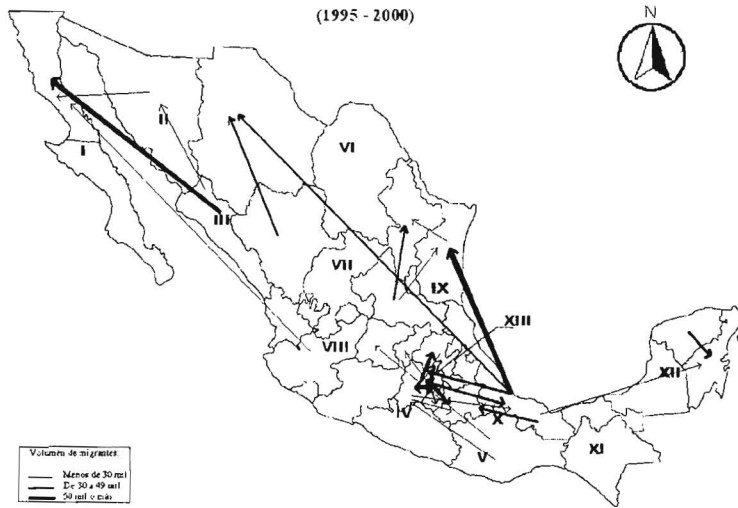 (1995 - 2000)
N
VI
II
I
III
VII
IX
XIII
VIII
XII
IV
X
V
XI
Volumen de migrantes
Menos de 30 mil
De 30 a 49 mil
50 mil o más